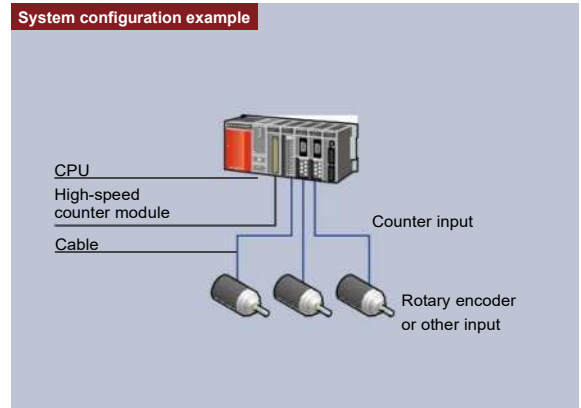 System configuration example
CPU
High-speed
counter module
Counter input
Cable
Rotary encoder
or other input